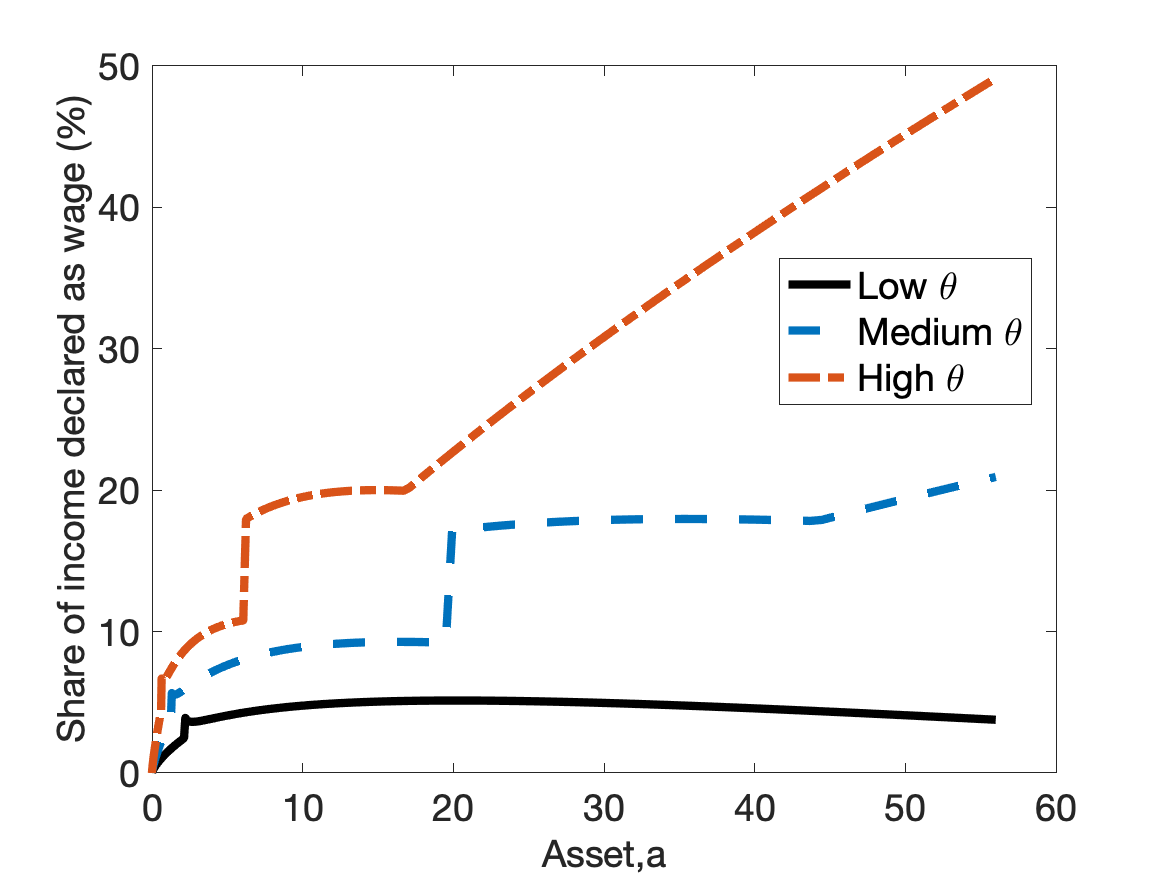 Share of income declared as wage (%)
50
40
30
20
10
0
Low θ
Medium θ
High θ
0 10 20 30 40 50 60
Asset,a